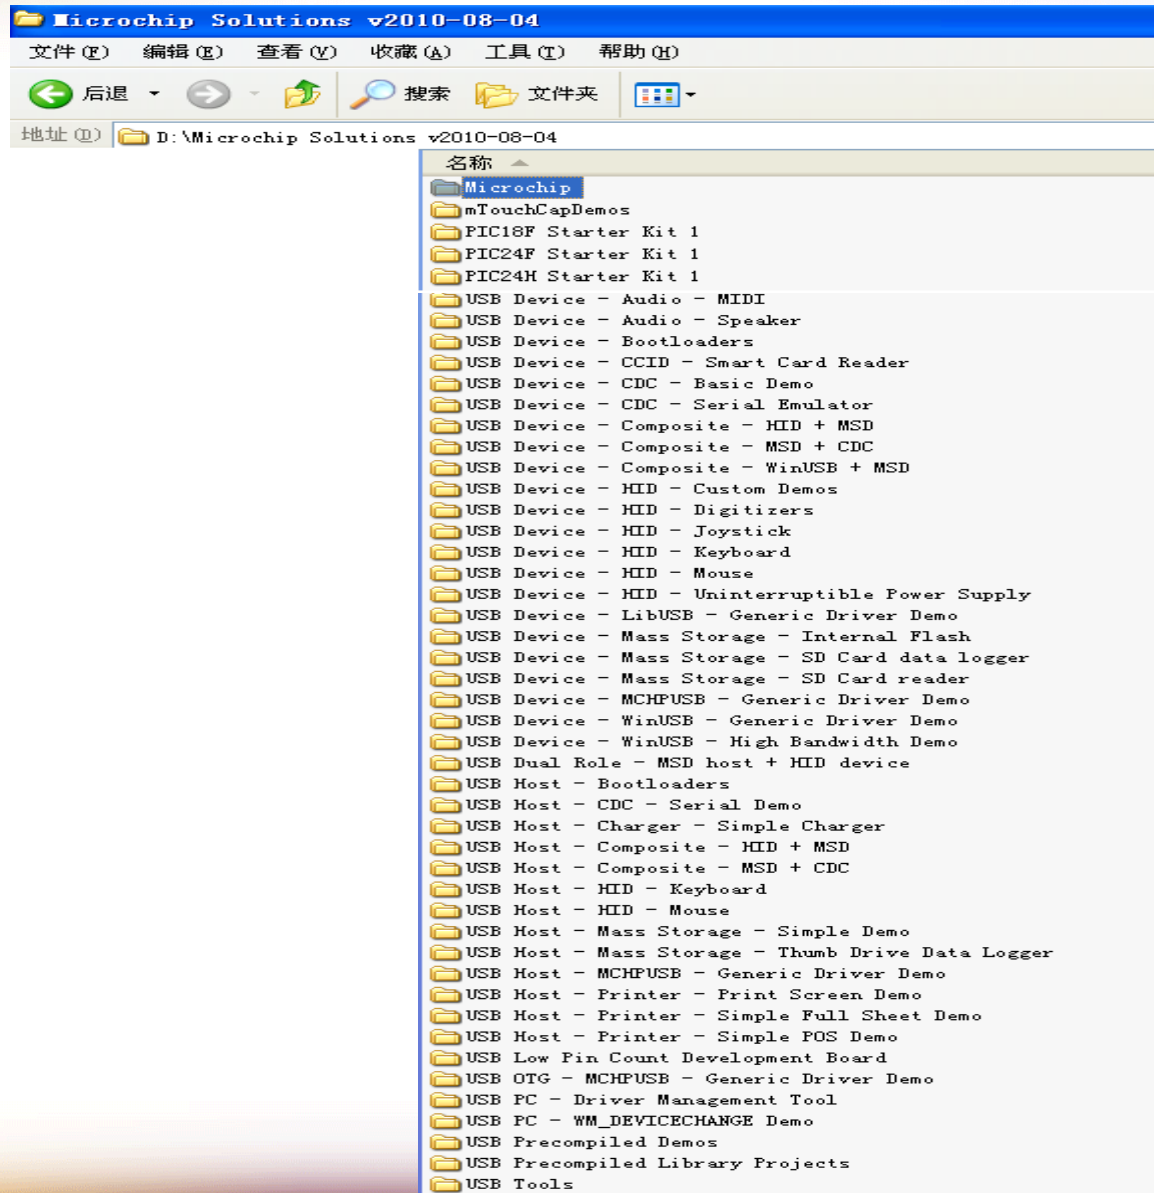 Microchip Solutions v2010-08-04
文件(F) 编辑(E) 查看(V) 收藏(A) 工具(T) 帮助(H)
后退 搜索 文件夹
地址(D) D:\Microchip Solutions v2010-08-04
名称
Microchip
mTouchCapDemos
PIC18F Starter Kit 1
PIC24F Starter Kit 1
PIC24H Starter Kit 1
USB Device - Audio - MIDI
USB Device - Audio - Speaker
USB Device - Bootloaders
USB Device - CCID - Smart Card Reader
USB Device - CDC - Basic Demo
USB Device - CDC - Serial Emulator
USB Device - Composite - HID + MSD
USB Device - Composite - MSD + CDC
USB Device - Composite - WinUSB + MSD
USB Device - HID - Custom Demos
USB Device - HID - Digitizers
USB Device - HID - Joystick
USB Device - HID - Keyboard
USB Device - HID - Mouse
USB Device - HID - Uninterruptible Power Supply
USB Device - LibUSB - Generic Driver Demo
USB Device - Mass Storage - Internal Flash
USB Device - Mass Storage - SD Card data logger
USB Device - Mass Storage - SD Card reader
USB Device - MCHPUSB - Generic Driver Demo
USB Device - WinUSB - Generic Driver Demo
USB Device - WinUSB - High Bandwidth Demo
USB Dual Role - MSD host + HID device
USB Host - Bootloaders
USB Host - CDC - Serial Demo
USB Host - Charger - Simple Charger
USB Host - Composite - HID + MSD
USB Host - Composite - MSD + CDC
USB Host - HID - Keyboard
USB Host - HID - Mouse
USB Host - Mass Storage - Simple Demo
USB Host - Mass Storage - Thumb Drive Data Logger
USB Host - MCHPUSB - Generic Driver Demo
USB Host - Printer - Print Screen Demo
USB Host - Printer - Simple Full Sheet Demo
USB Host - Printer - Simple POS Demo
USB Low Pin Count Development Board
USB OTG - MCHPUSB - Generic Driver Demo
USB PC - Driver Management Tool
USB PC - WM_DEVICECHANGE Demo
USB Precompiled Demos
USB Precompiled Library Projects
USB Tools